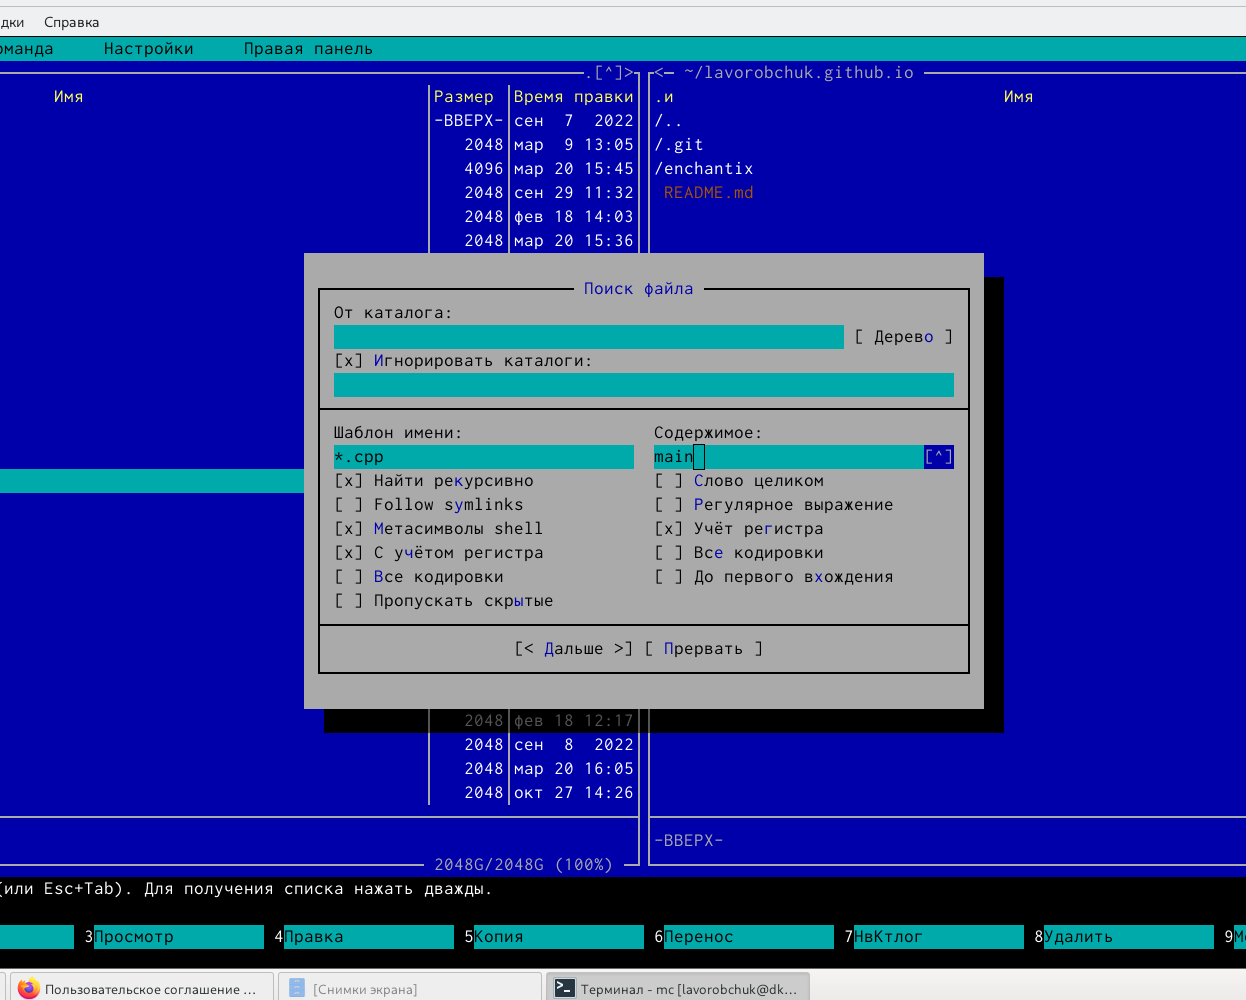 дки Справка
оманда Настройки Правая панель
.[^]> <— ~/lavorobchuk.github.io
Имя Размер Время правки .и Имя
-ВВЕРХ- сен 7 2022 /..
2048 мар 9 13:05 /.git
4096 мар 20 15:45 /enchantix
2048 сен 29 11:32 README.md
2048 фев 18 14:03
2048 мар 20 15:36
Поиск файла
От каталога:
[ Дерево ]
[x] Игнорировать каталоги:
Шаблон имени: Содержимое:
*.cpp main [^]
[x] Найти рекурсивно [ ] Слово целиком
[ ] Follow symlinks [ ] Регулярное выражение
[x] Метасимволы shell [x] Учёт регистра
[x] С учётом регистра [ ] Все кодировки
[ ] Все кодировки [ ] До первого вхождения
[ ] Пропускать скрытые
[< Дальше >] [ Прервать ]
2048 фев 18 12:17
2048 сен 8 2022
2048 мар 20 16:05
2048 окт 27 14:26
-ВВЕРХ-
2048G/2048G (100%)
(или Esc+Tab). Для получения списка нажать дважды.
3Просмотр 4Правка 5Копия 6Перенос 7НвКтлог 8Удалить 9М
Пользовательское соглашение ... [Снимки экрана] Терминал - mc [lavorobchuk@dk...